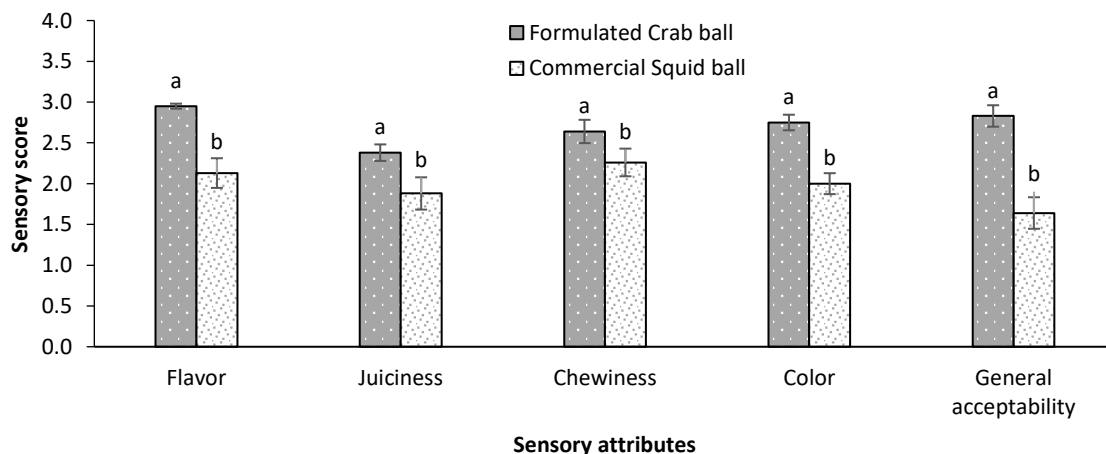 4.0
3.5
3.0
2.5
2.0
1.5
1.0
0.5
0.0
Sensory score
Formulated Crab ball
Commercial Squid ball
a
b
a
b
a
b
a
b
a
b
Flavor
Juiciness
Chewiness
Color
General
acceptability
Sensory attributes